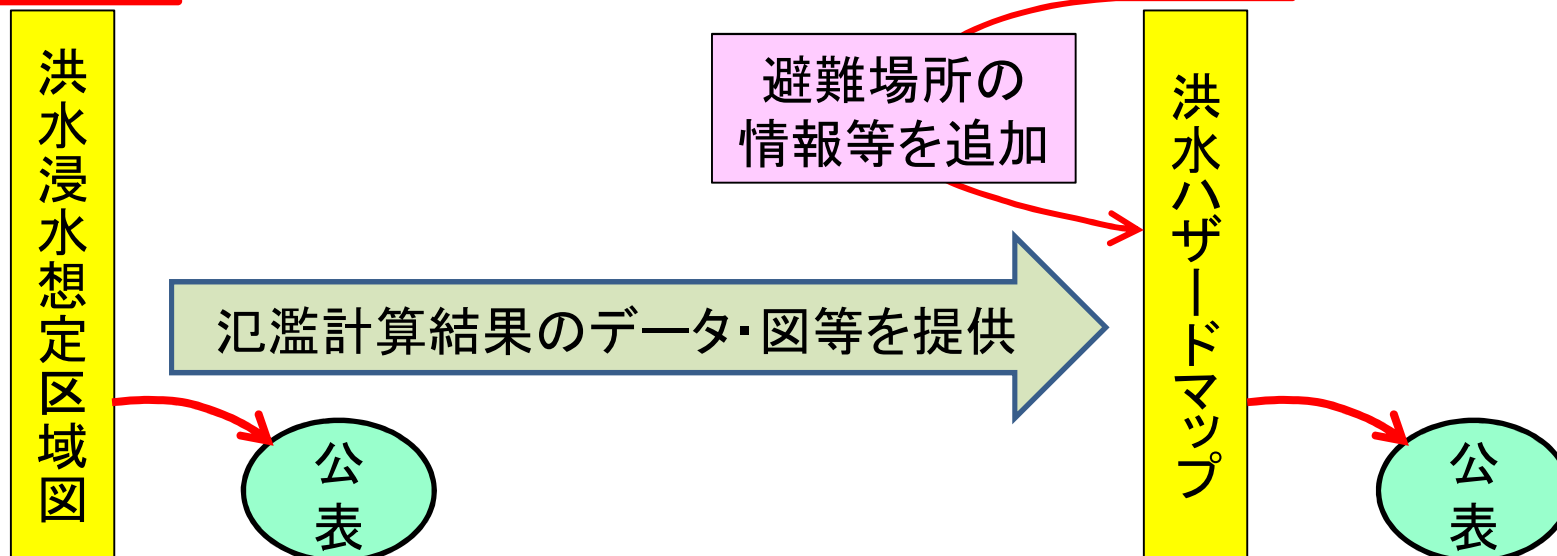 洪水浸水想定区域図
避難場所の
情報等を追加
氾濫計算結果のデータ・図等を提供
洪水ハザードマップ
公
表
公
表